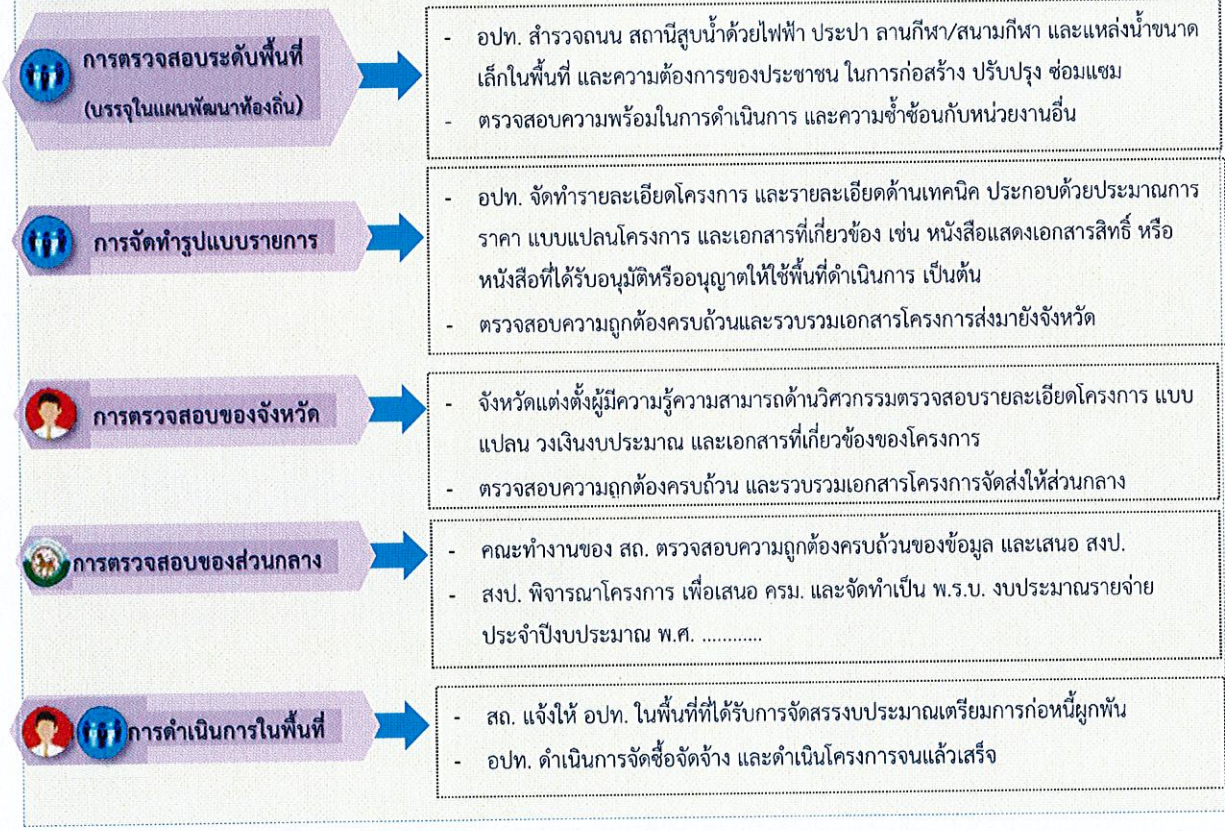 การตรวจสอบระดับพื้นที่
(บรรจุในแผนพัฒนาท้องถิ่น)
- อปท. สำรวจถนน สถานีสูบน้ำด้วยไฟฟ้า ประปา ลานกีฬา/สนามกีฬา และแหล่งน้ำขนาด
เล็กในพื้นที่ และความต้องการของประชาชน ในการก่อสร้าง ปรับปรุง ซ่อมแซม
- ตรวจสอบความพร้อมในการดำเนินการ และความซ้ำซ้อนกับหน่วยงานอื่น
การจัดทำรูปแบบรายการ
- อปท. จัดทำรายละเอียดโครงการ และรายละเอียดด้านเทคนิค ประกอบด้วยประมาณการ
ราคา แบบแปลนโครงการ และเอกสารที่เกี่ยวข้อง เช่น หนังสือแสดงเอกสารสิทธิ์ หรือ
หนังสือที่ได้รับอนุมัติหรืออนุญาตให้ใช้พื้นที่ดำเนินการ เป็นต้น
- ตรวจสอบความถูกต้องครบถ้วนและรวบรวมเอกสารโครงการส่งมายังจังหวัด
การตรวจสอบของจังหวัด
- จังหวัดแต่งตั้งผู้มีความรู้ความสามารถด้านวิศวกรรมตรวจสอบรายละเอียดโครงการ แบบ
แปลน วงเงินงบประมาณ และเอกสารที่เกี่ยวข้องของโครงการ
- ตรวจสอบความถูกต้องครบถ้วน และรวบรวมเอกสารโครงการจัดส่งให้ส่วนกลาง
การตรวจสอบของส่วนกลาง
- คณะทำงานของ สถ. ตรวจสอบความถูกต้องครบถ้วนของข้อมูล และเสนอ สงป.
- สงป. พิจารณาโครงการ เพื่อเสนอ ครม. และจัดทำเป็น พ.ร.บ. งบประมาณรายจ่าย
ประจำปีงบประมาณ พ.ศ. ............
การดำเนินการในพื้นที่
- สถ. แจ้งให้ อปท. ในพื้นที่ที่ได้รับการจัดสรรงบประมาณเตรียมการก่อหนี้ผูกพัน
- อปท. ดำเนินการจัดซื้อจัดจ้าง และดำเนินโครงการจนแล้วเสร็จ